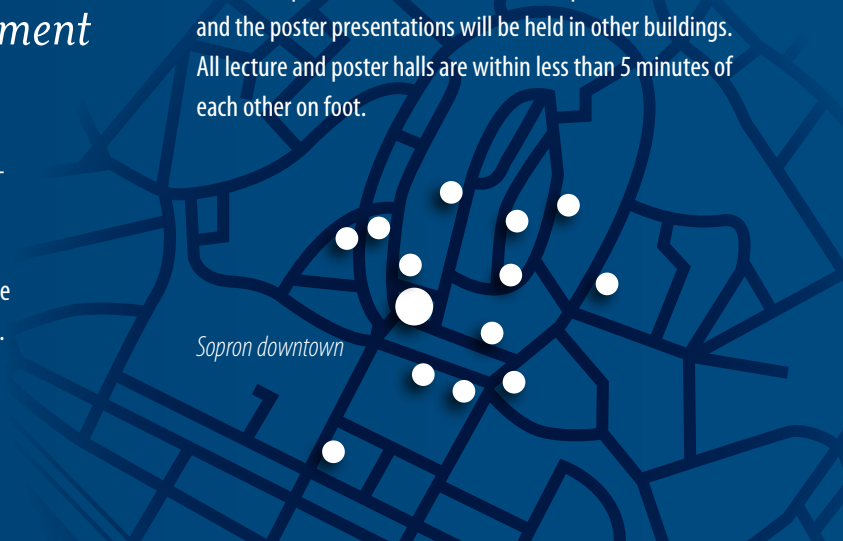 ment
and the poster presentations will be held in other buildings.
All lecture and poster halls are within less than 5 minutes of
each other on foot.
e
.
Sopron downtown